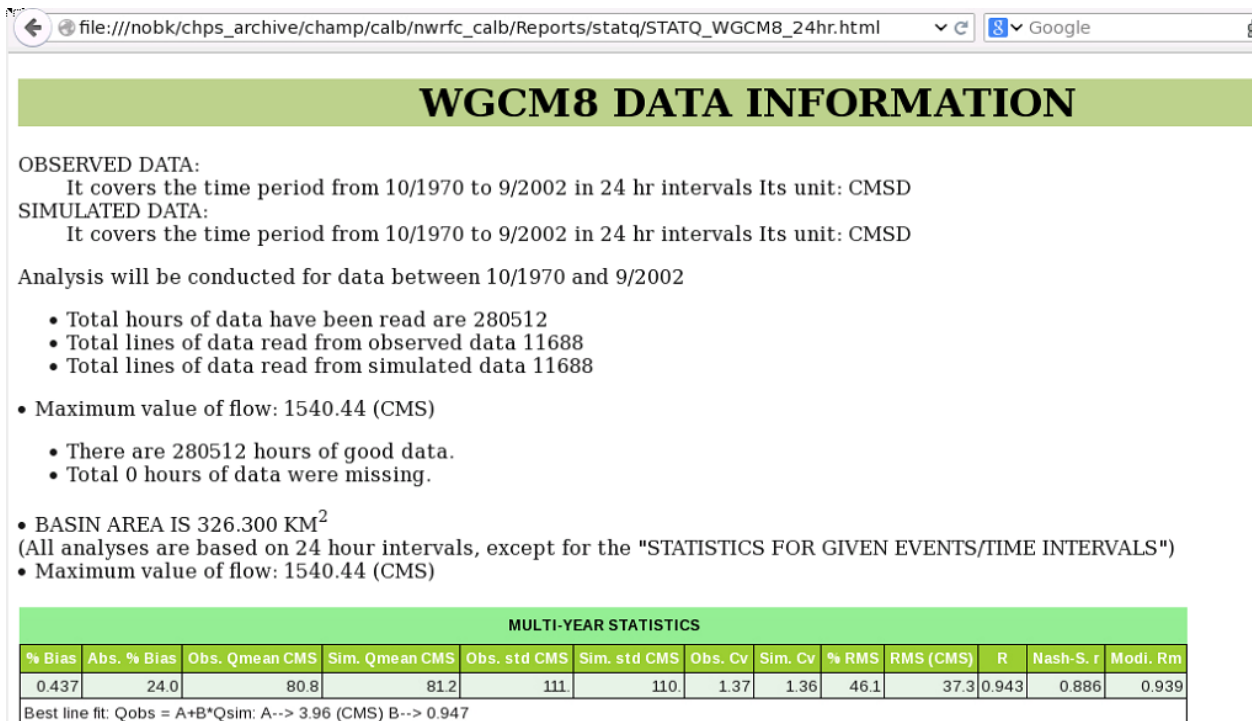 file:///nobk/chps_archive/champ/calb/nwrfc_calb/Reports/statq/STATQ_WGCM8_24hr.html
8 Google
WGCM8 DATA INFORMATION
OBSERVED DATA:
It covers the time period from 10/1970 to 9/2002 in 24 hr intervals Its unit: CMSD
SIMULATED DATA:
It covers the time period from 10/1970 to 9/2002 in 24 hr intervals Its unit: CMSD
Analysis will be conducted for data between 10/1970 and 9/2002
• Total hours of data have been read are 280512
• Total lines of data read from observed data 11688
• Total lines of data read from simulated data 11688
• Maximum value of flow: 1540.44 (CMS)
• There are 280512 hours of good data.
• Total 0 hours of data were missing.
• BASIN AREA IS 326.300 KM²
(All analyses are based on 24 hour intervals, except for the "STATISTICS FOR GIVEN EVENTS/TIME INTERVALS")
• Maximum value of flow: 1540.44 (CMS)
MULTI-YEAR STATISTICS
% Bias Abs. % Bias Obs. Qmean CMS Sim. Qmean CMS Obs. std CMS Sim. std CMS Obs. Cv Sim. Cv % RMS RMS (CMS) R Nash-S. r Modi. Rm
0.437 24.0 80.8 81.2 111. 110. 1.37 1.36 46.1 37.3 0.943 0.886 0.939
Best line fit: Qobs = A+B*Qsim: A--> 3.96 (CMS) B--> 0.947